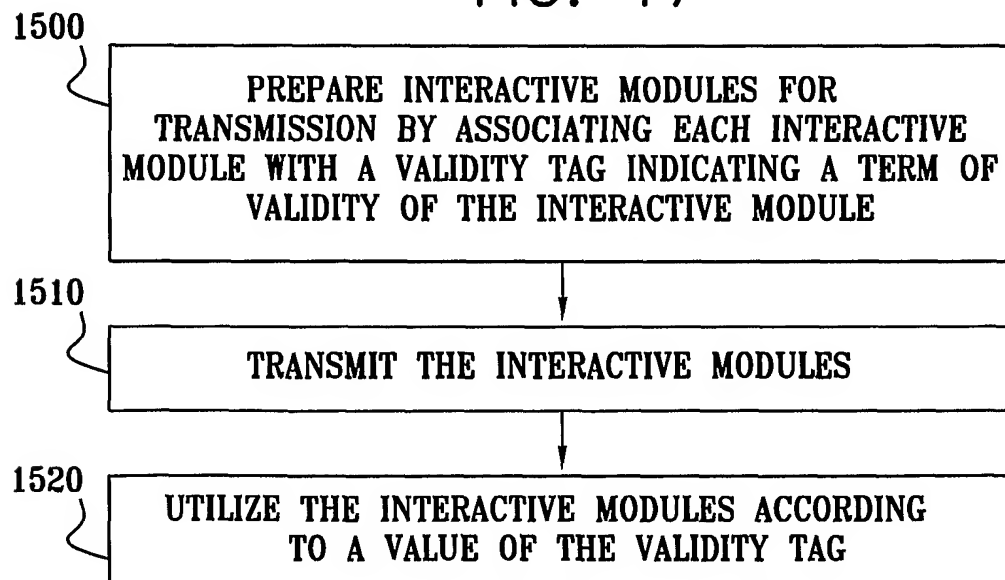 1500
PREPARE INTERACTIVE MODULES FOR
TRANSMISSION BY ASSOCIATING EACH INTERACTIVE
MODULE WITH A VALIDITY TAG INDICATING A TERM OF
VALIDITY OF THE INTERACTIVE MODULE
1510
TRANSMIT THE INTERACTIVE MODULES
1520
UTILIZE THE INTERACTIVE MODULES ACCORDING
TO A VALUE OF THE VALIDITY TAG